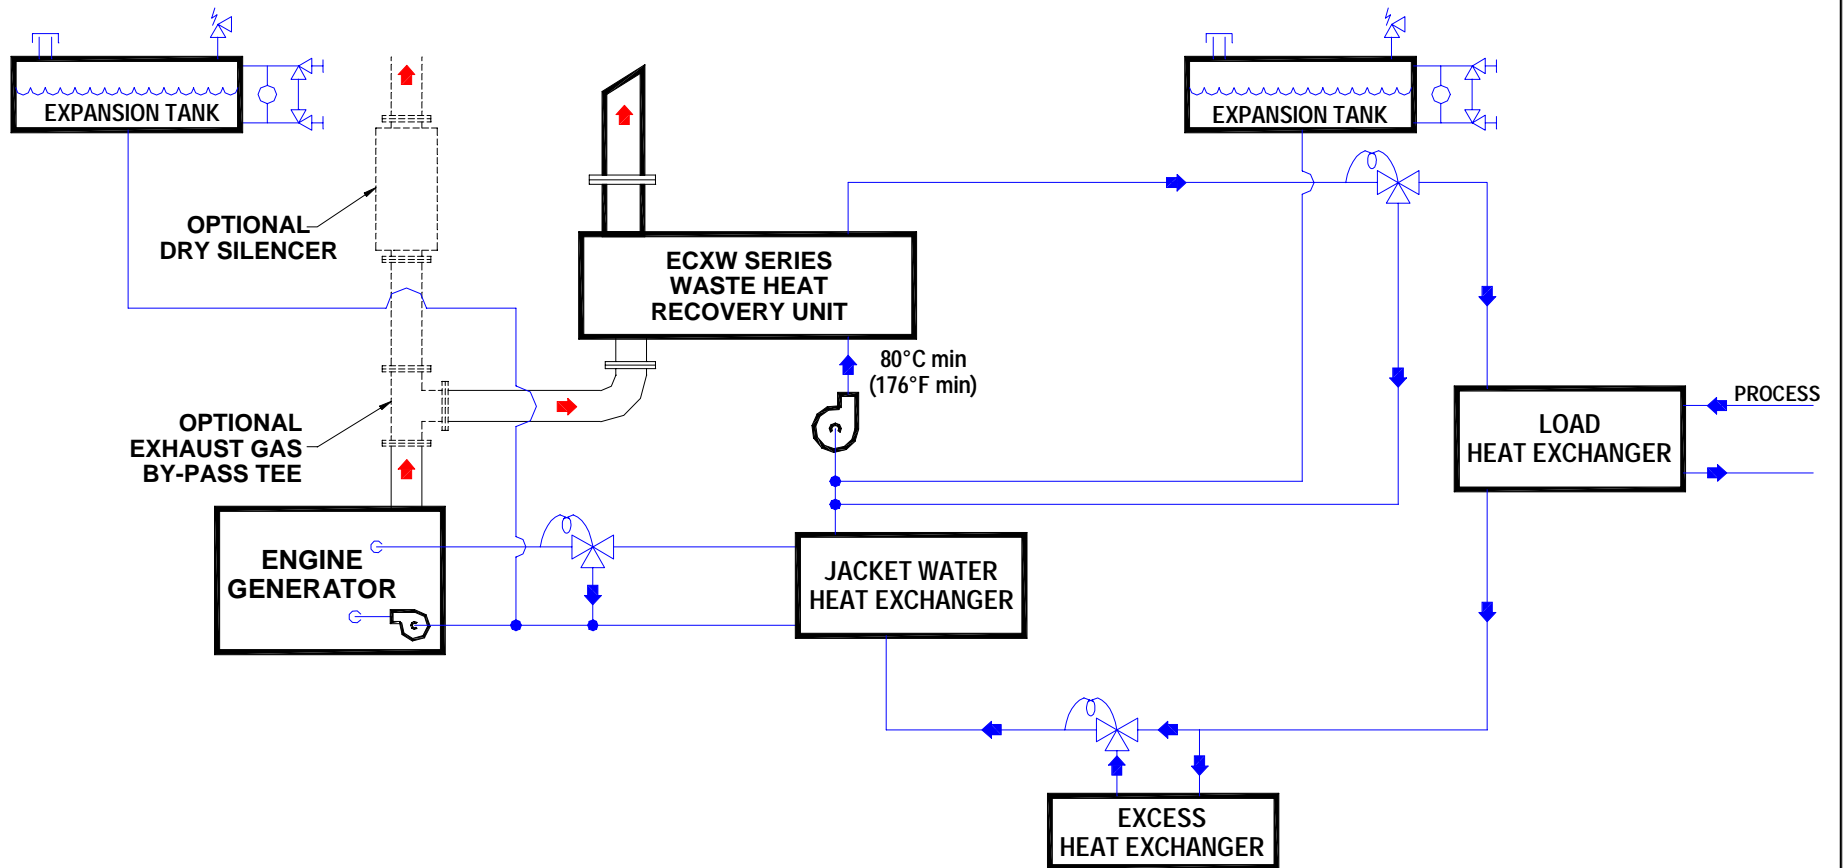 EXPANSION TANK
EXPANSION TANK
OPTIONAL
DRY SILENCER
ECXW SERIES
WASTE HEAT
RECOVERY UNIT
80°C min
(176°F min)
PROCESS
OPTIONAL
EXHAUST GAS
BY-PASS TEE
LOAD
HEAT EXCHANGER
ENGINE
GENERATOR
JACKET WATER
HEAT EXCHANGER
EXCESS
HEAT EXCHANGER